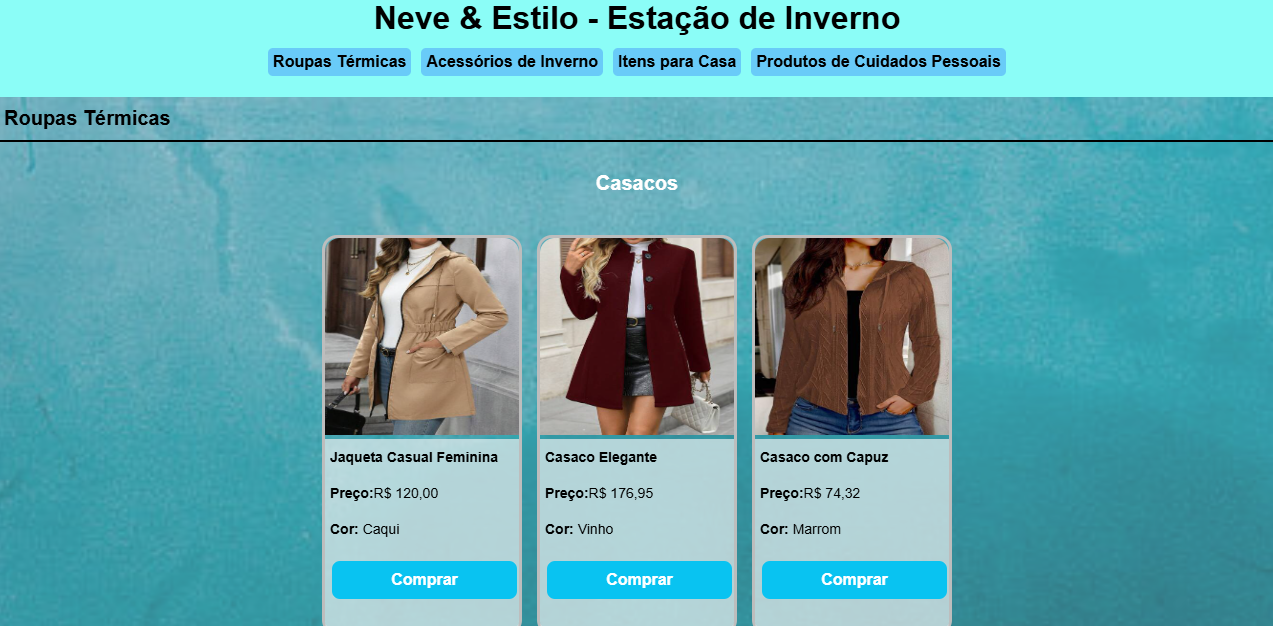 Neve & Estilo - Estação de Inverno
Roupas Térmicas Acessórios de Inverno Itens para Casa Produtos de Cuidados Pessoais
Roupas Térmicas
Casacos
Jaqueta Casual Feminina
Preço:R$ 120,00
Cor: Caqui
Comprar
Casaco Elegante
Preço:R$ 176,95
Cor: Vinho
Comprar
Casaco com Capuz
Preço:R$ 74,32
Cor: Marrom
Comprar